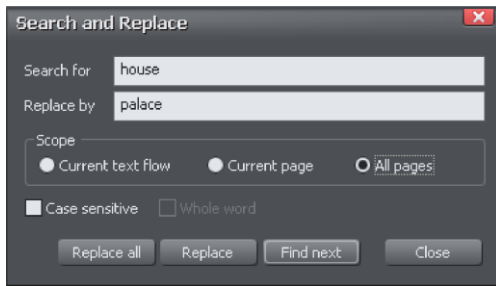 Search and Replace
Search for house
Replace by palace
Scope
Current text flow Current page All pages
Case sensitive Whole word
Replace all Replace Find next Close